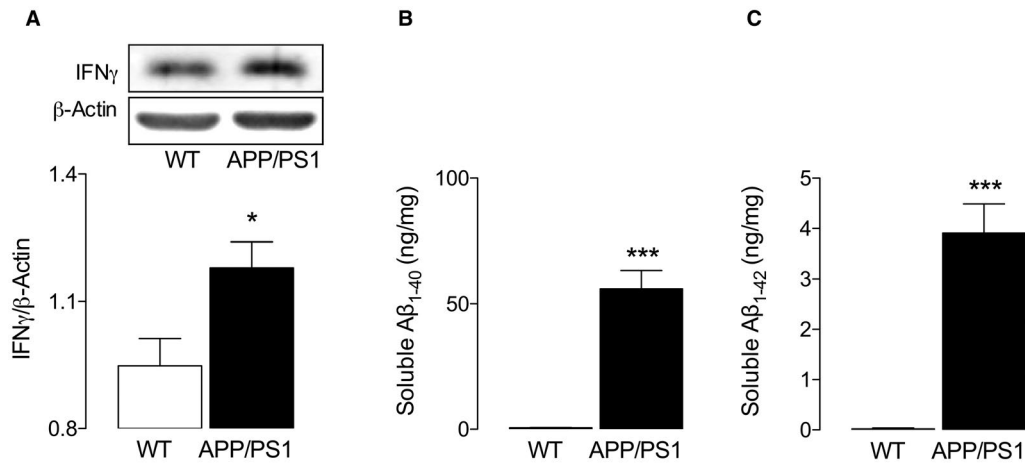 A
IFNγ
β-Actin
WT APP/PS1
1.4
1.1
0.8
IFNγ/β-Actin
*
WT APP/PS1
B
100
50
0
Soluble Aβ1-40 (ng/mg)
***
WT APP/PS1
C
5
4
3
2
1
0
Soluble Aβ1-42 (ng/mg)
***
WT APP/PS1